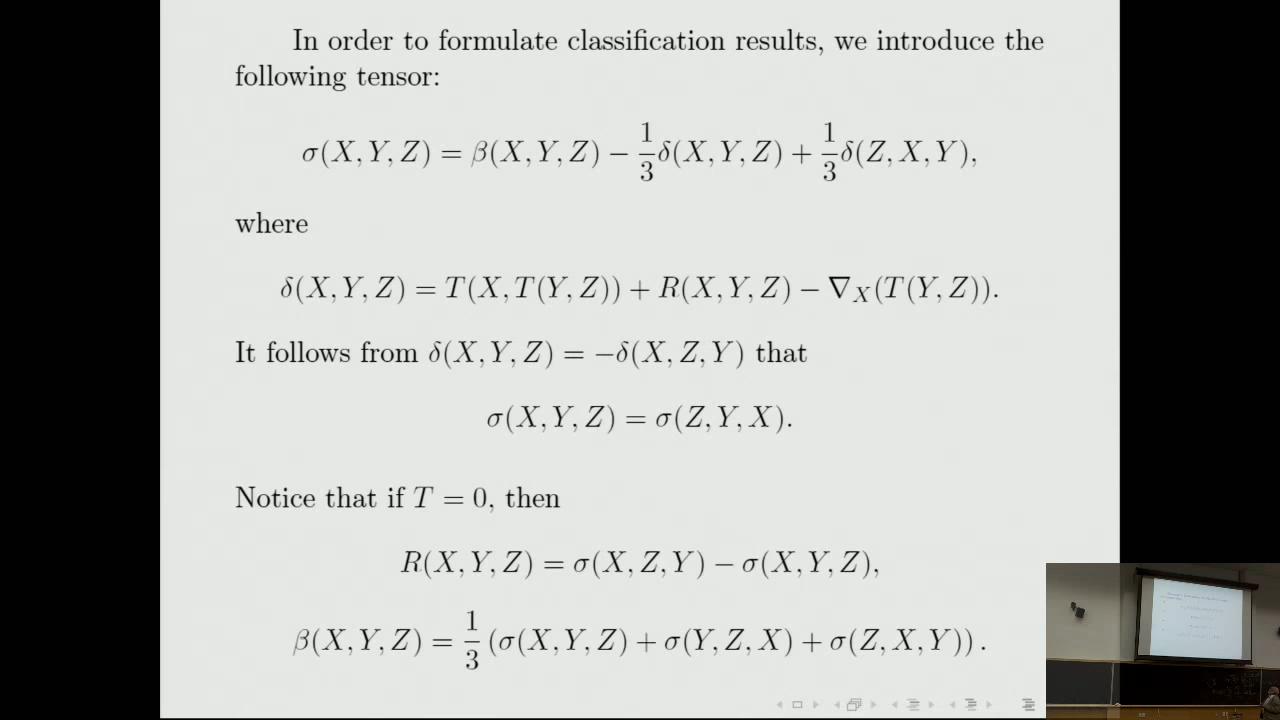 In order to formulate classification results, we introduce the
following tensor:
σ(X, Y, Z) = β(X, Y, Z) − 1/3 δ(X, Y, Z) + 1/3 δ(Z, X, Y),
where
δ(X, Y, Z) = T(X, T(Y, Z)) + R(X, Y, Z) − ∇_X(T(Y, Z)).
It follows from δ(X, Y, Z) = −δ(X, Z, Y) that
σ(X, Y, Z) = σ(Z, Y, X).
Notice that if T = 0, then
R(X, Y, Z) = σ(X, Z, Y) − σ(X, Y, Z),
β(X, Y, Z) = 1/3 (σ(X, Y, Z) + σ(Y, Z, X) + σ(Z, X, Y)).